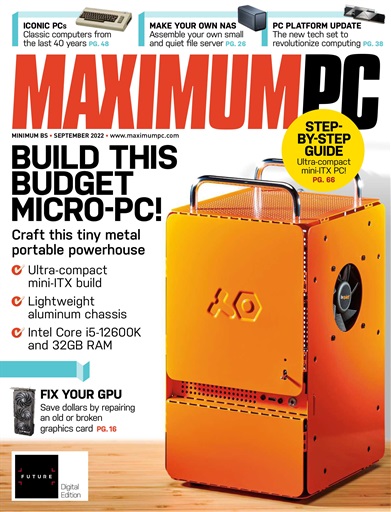 ICONIC PCs
Classic computers from
the last 40 years PG. 48
MAKE YOUR OWN NAS
Assemble your own small
and quiet file server PG. 26
PC PLATFORM UPDATE
The new tech set to
revolutionize computing PG. 38
MAXIMUMPC
MINIMUM BS • SEPTEMBER 2022 • www.maximumpc.com
STEP-
BY-STEP
GUIDE
Ultra-compact
mini-ITX PC!
PG. 66
BUILD THIS
BUDGET
MICRO-PC!
Craft this tiny metal
portable powerhouse
Ultra-compact
mini-ITX build
Lightweight
aluminum chassis
Intel Core i5-12600K
and 32GB RAM
FIX YOUR GPU
Save dollars by repairing
an old or broken
graphics card PG. 16
FUTURE
Digital
Edition